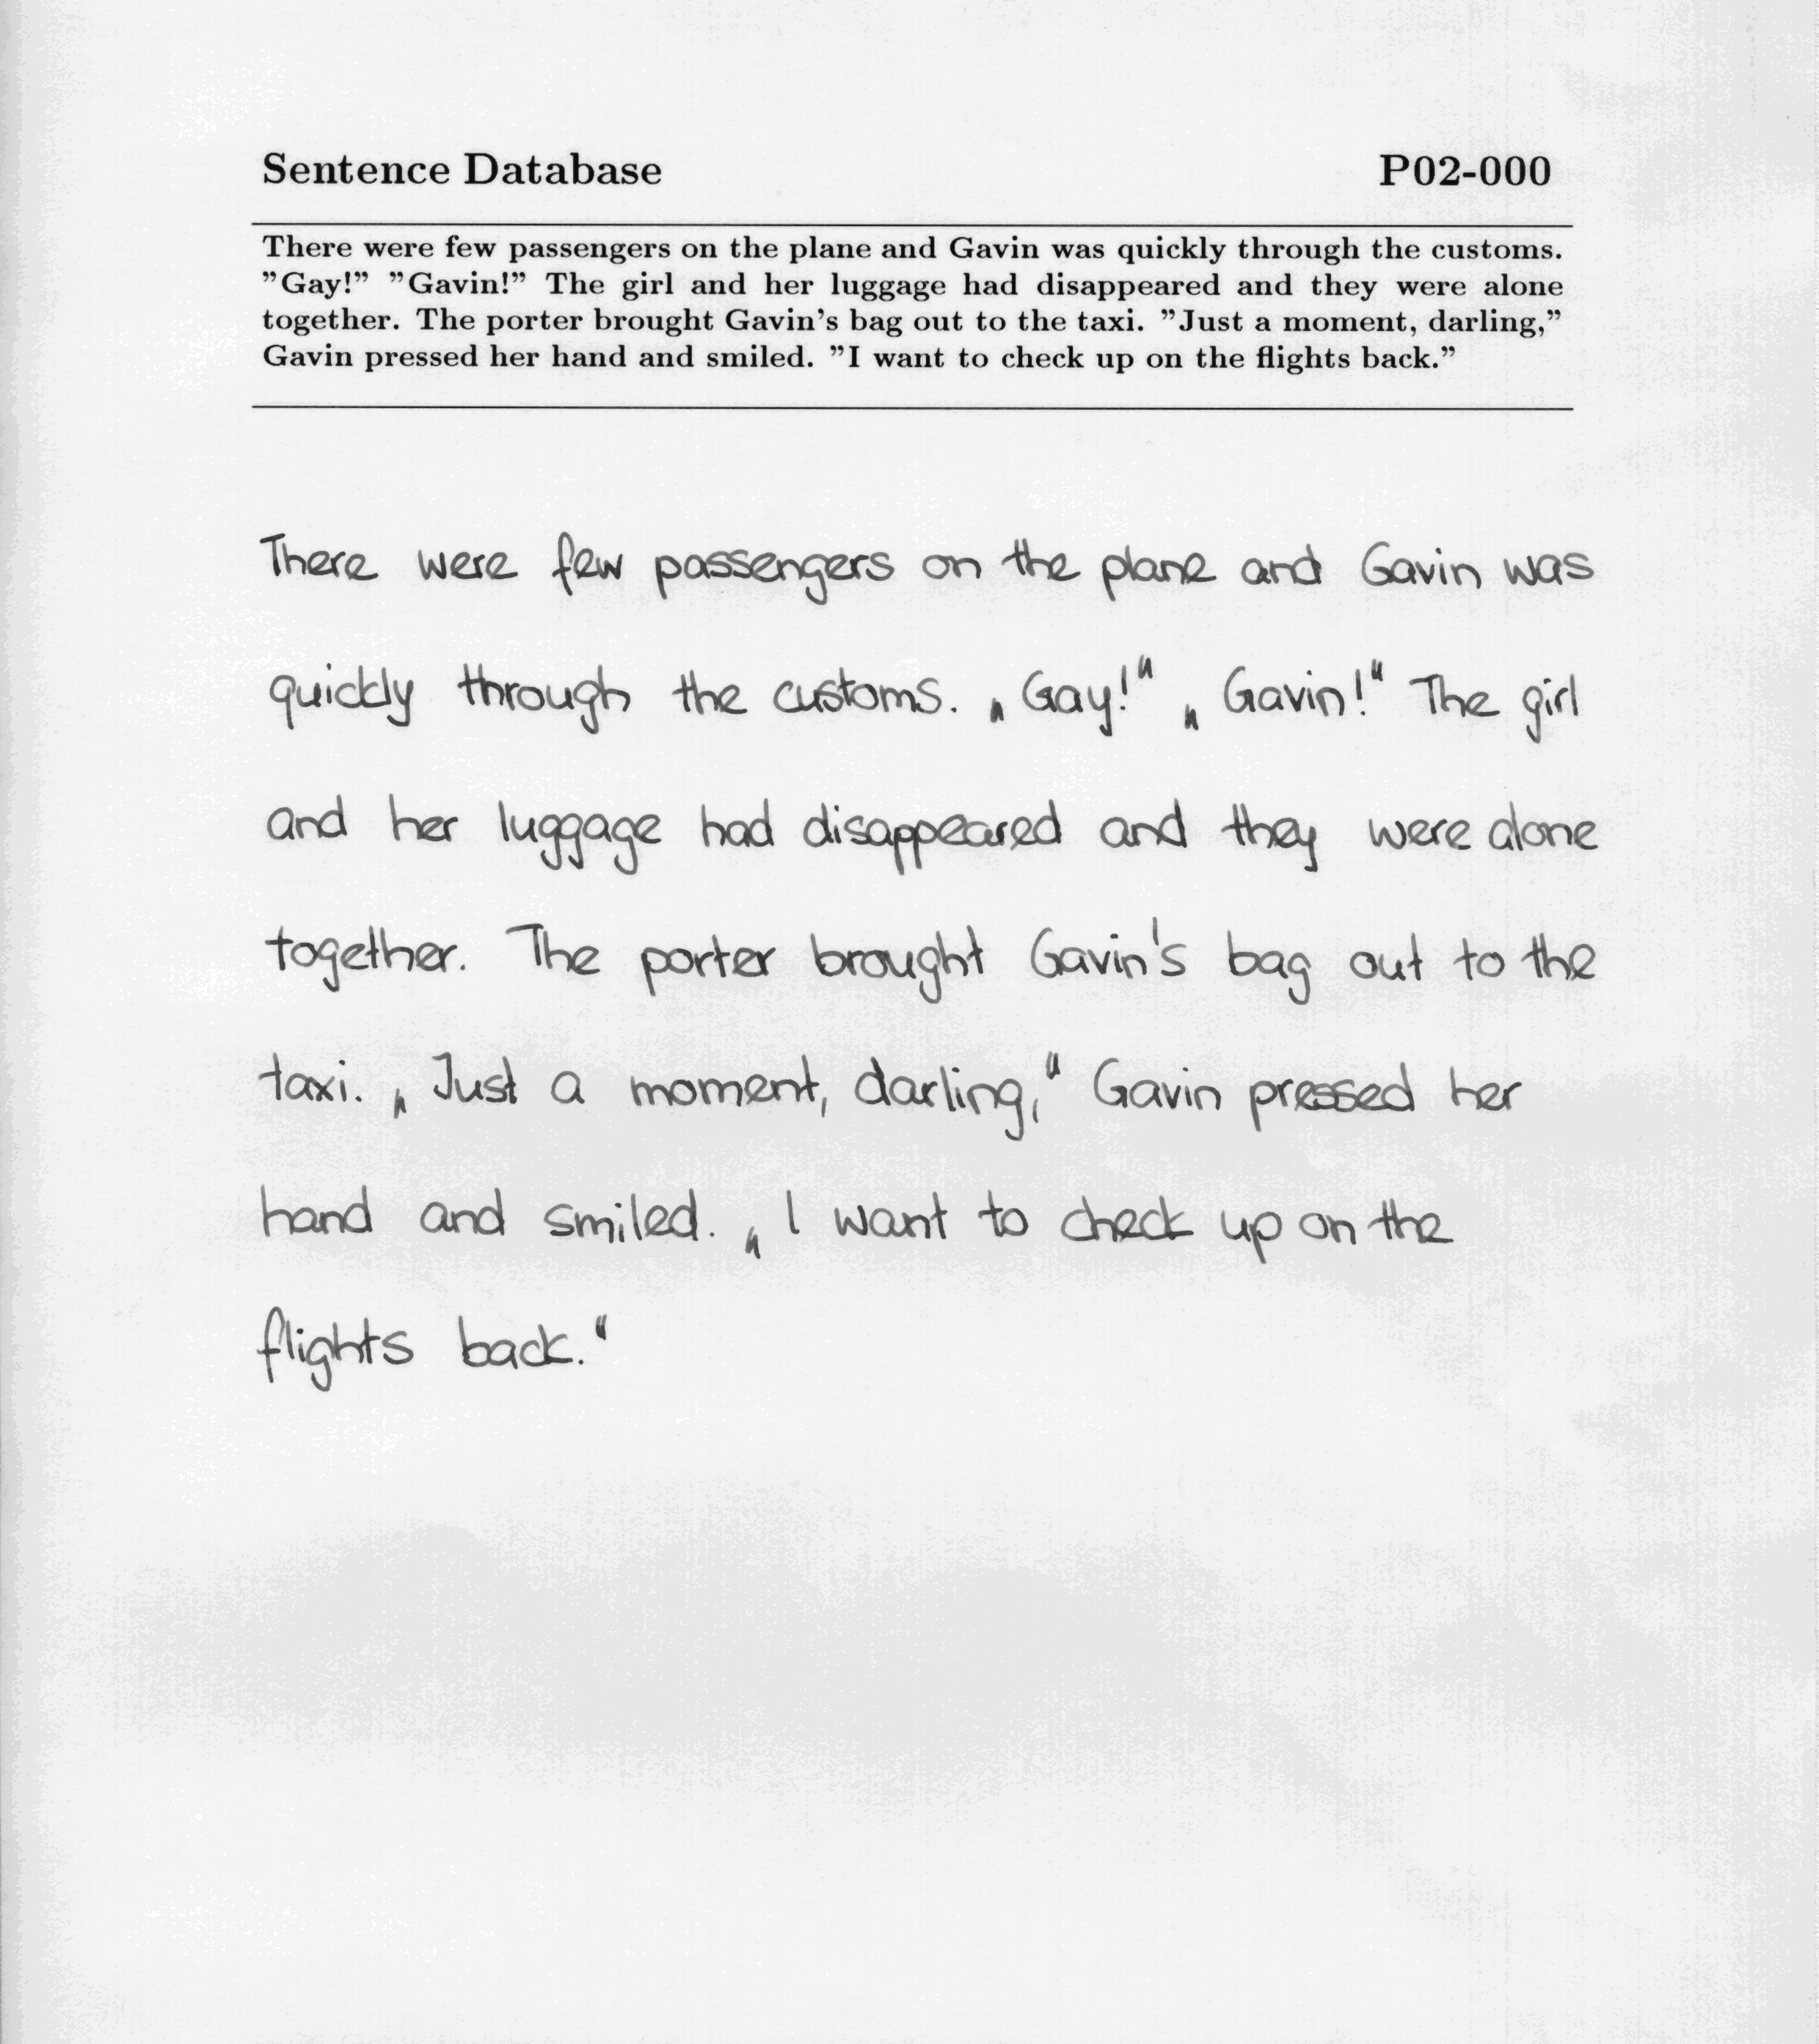 Sentence Database P02-000
There were few passengers on the plane and Gavin was quickly through the customs.
”Gay!” ”Gavin!” The girl and her luggage had disappeared and they were alone
together. The porter brought Gavin’s bag out to the taxi. ”Just a moment, darling,”
Gavin pressed her hand and smiled. ”I want to check up on the flights back.”
There were few passengers on the plane and Gavin was
quickly through the customs. „Gay!“ „Gavin!“ The girl
and her luggage had disappeared and they were alone
together. The porter brought Gavin's bag out to the
taxi. „Just a moment, darling,“ Gavin pressed her
hand and smiled. „I want to check up on the
flights back.“